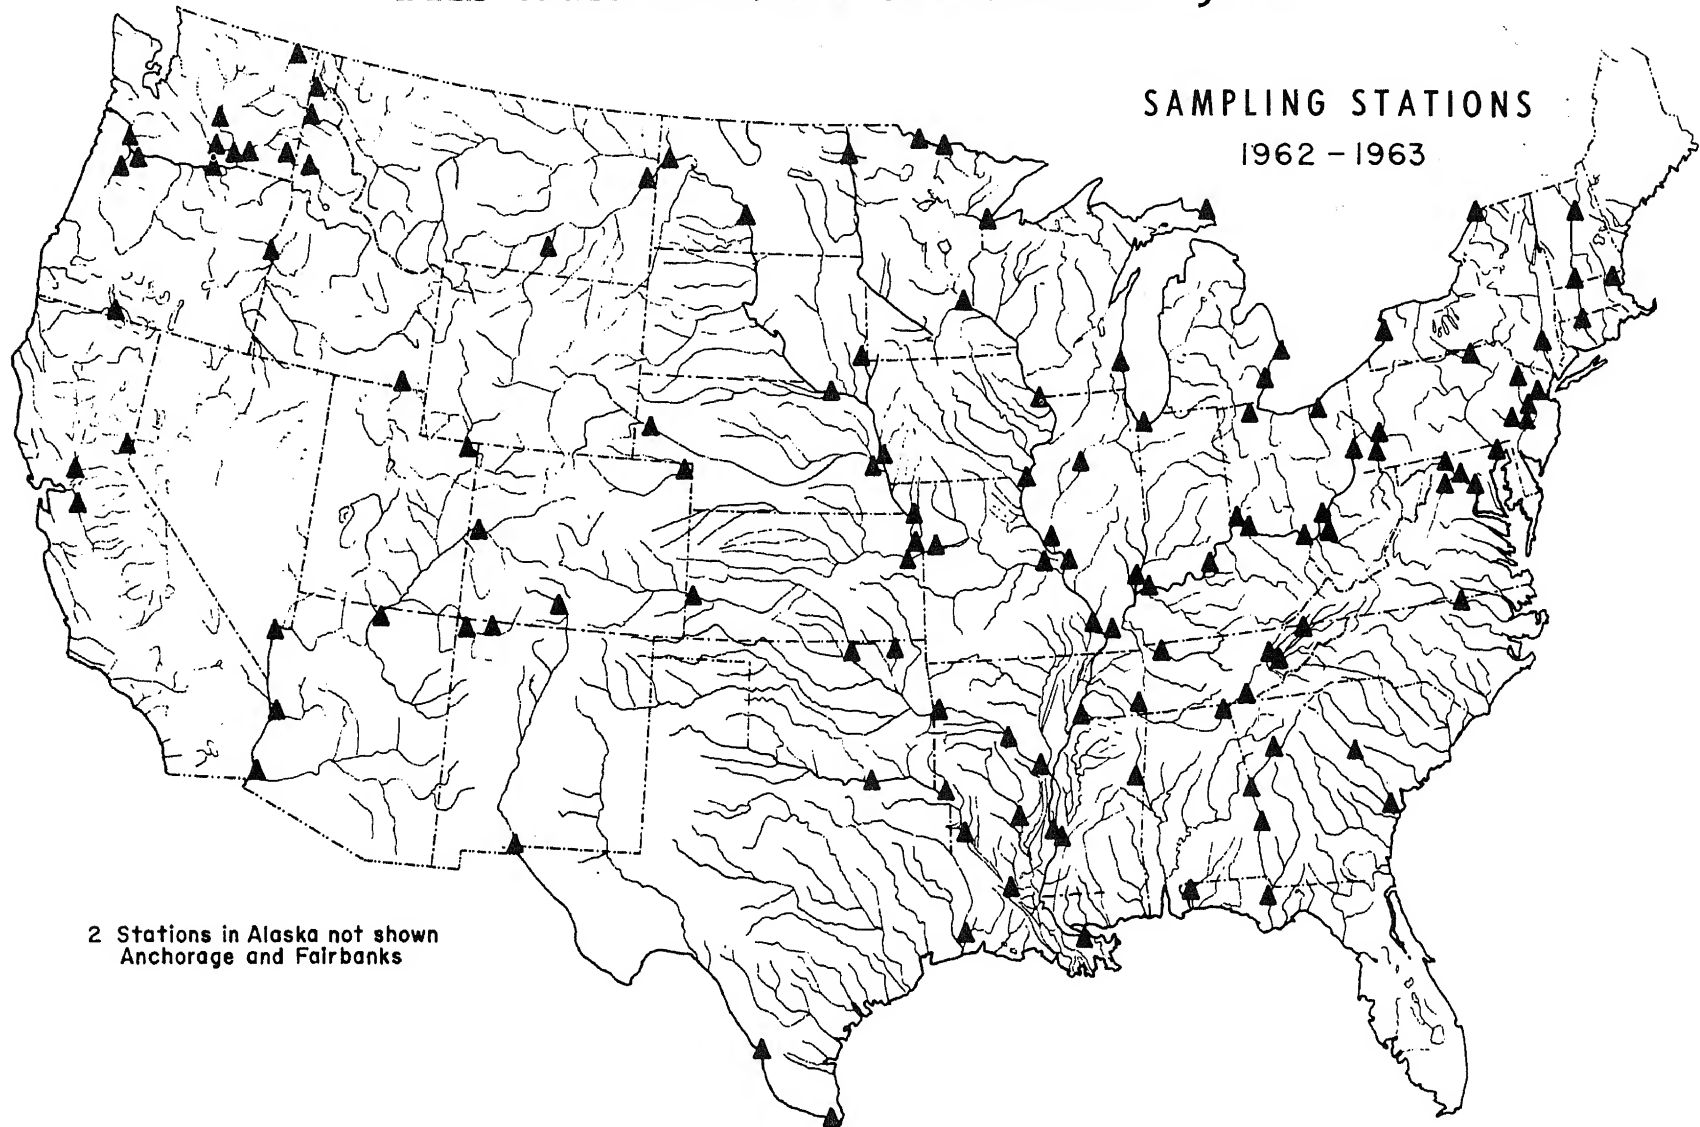 SAMPLING STATIONS
1962 – 1963
2 Stations in Alaska not shown
Anchorage and Fairbanks